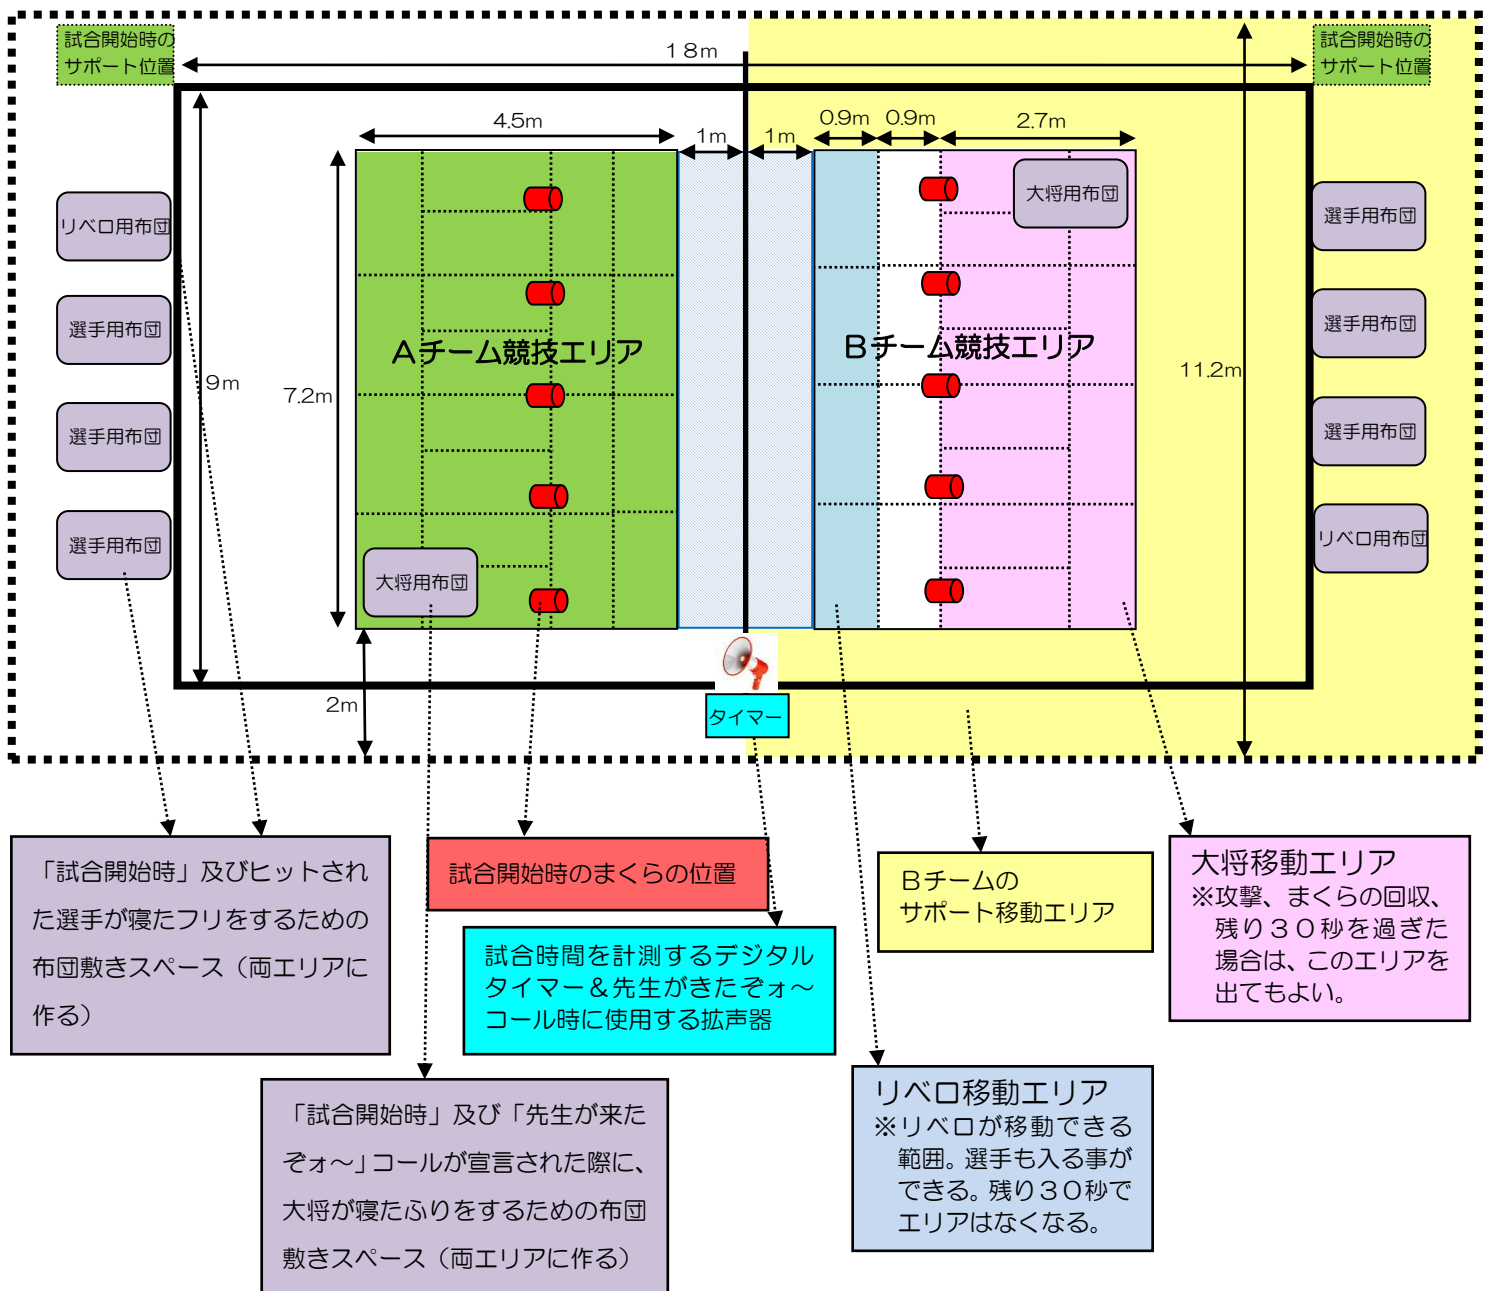 試合開始時の
サポート位置
18m
試合開始時の
サポート位置
4.5m
1m
1m
0.9m
0.9m
2.7m
リベロ用布団
選手用布団
選手用布団
選手用布団
9m
7.2m
Aチーム競技エリア
大将用布団
2m
大将用布団
Bチーム競技エリア
11.2m
選手用布団
選手用布団
選手用布団
リベロ用布団
タイマー
「試合開始時」及びヒットされ
た選手が寝たフリをするための
布団敷きスペース（両エリアに
作る）
試合開始時のまくらの位置
試合時間を計測するデジタル
タイマー＆先生がきたぞォ～
コール時に使用する拡声器
Bチームの
サポート移動エリア
大将移動エリア
※攻撃、まくらの回収、
残り３０秒を過ぎた
場合は、このエリアを
出てもよい。
「試合開始時」及び「先生が来た
ぞォ～」コールが宣言された際に、
大将が寝たふりをするための布団
敷きスペース（両エリアに作る）
リベロ移動エリア
※リベロが移動できる
範囲。選手も入る事が
できる。残り３０秒で
エリアはなくなる。